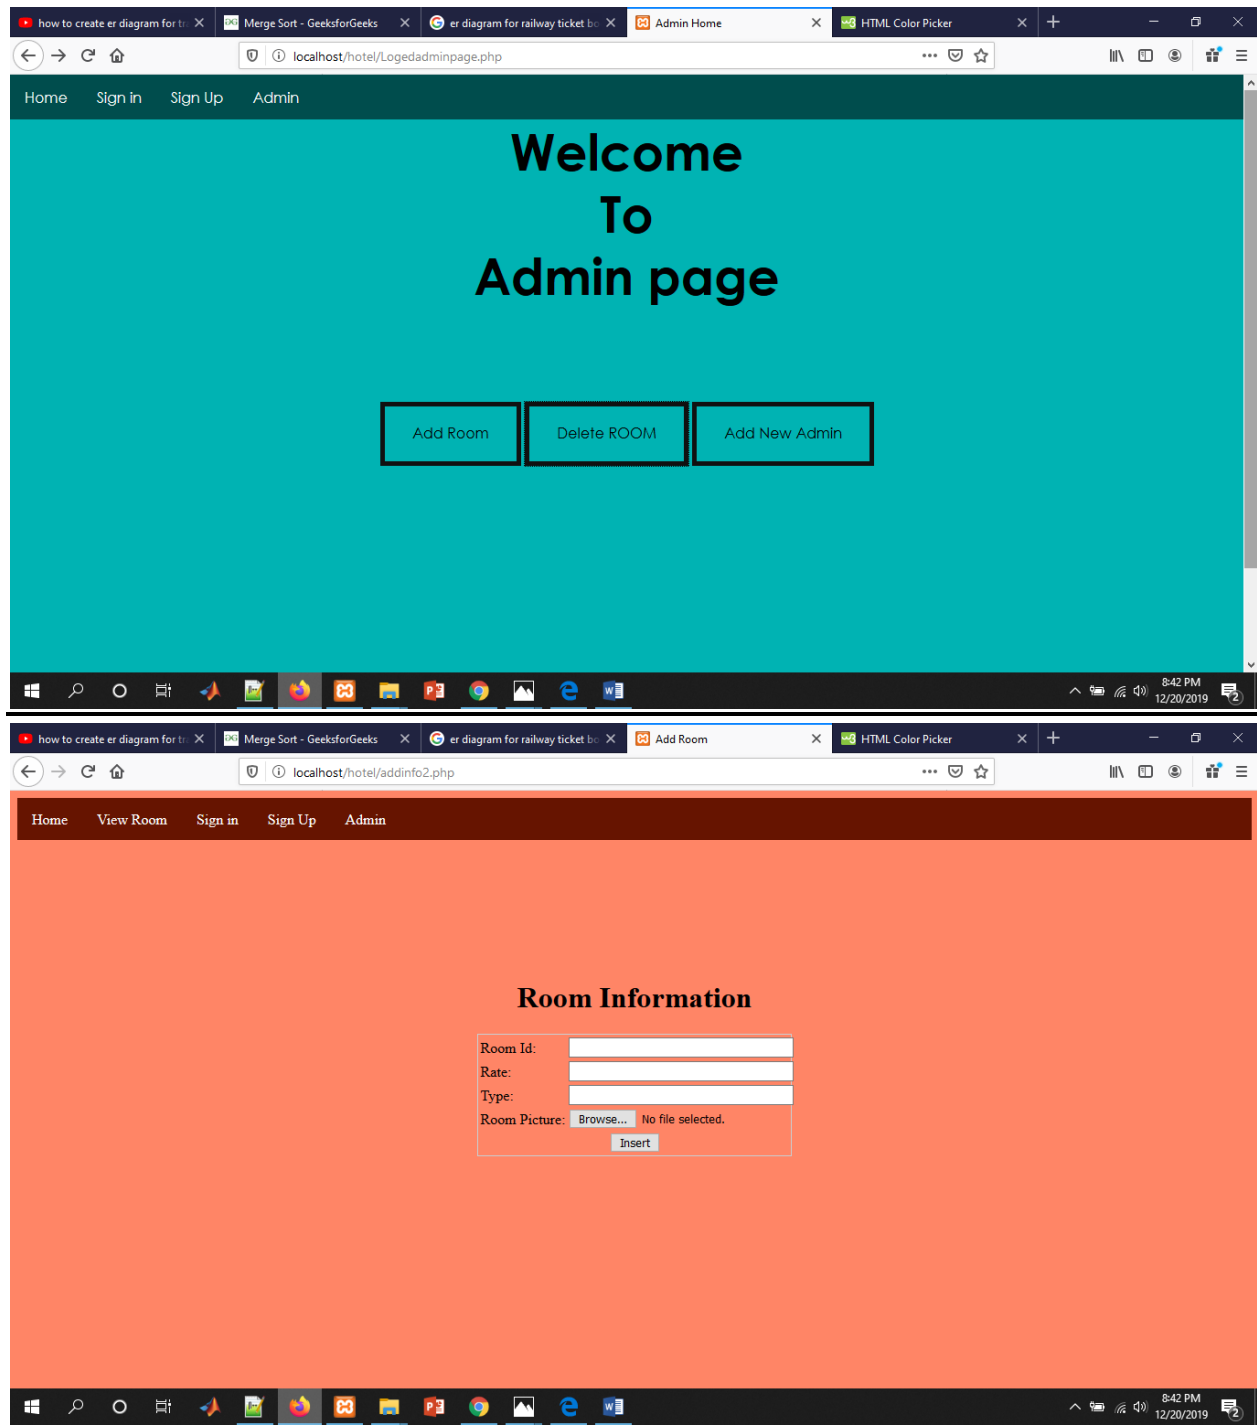 how to create er diagram for tr
Merge Sort - GeeksforGeeks
er diagram for railway ticket bo
Admin Home
HTML Color Picker
localhost/hotel/Logedadminpage.php
Home Sign in Sign Up Admin
Welcome
To
Admin page
Add Room Delete ROOM Add New Admin
8:42 PM
12/20/2019
2
how to create er diagram for tr
Merge Sort - GeeksforGeeks
er diagram for railway ticket bo
Add Room
HTML Color Picker
localhost/hotel/addinfo2.php
Home View Room Sign in Sign Up Admin
Room Information
Room Id:
Rate:
Type:
Room Picture: Browse... No file selected.
Insert
8:42 PM
12/20/2019
2